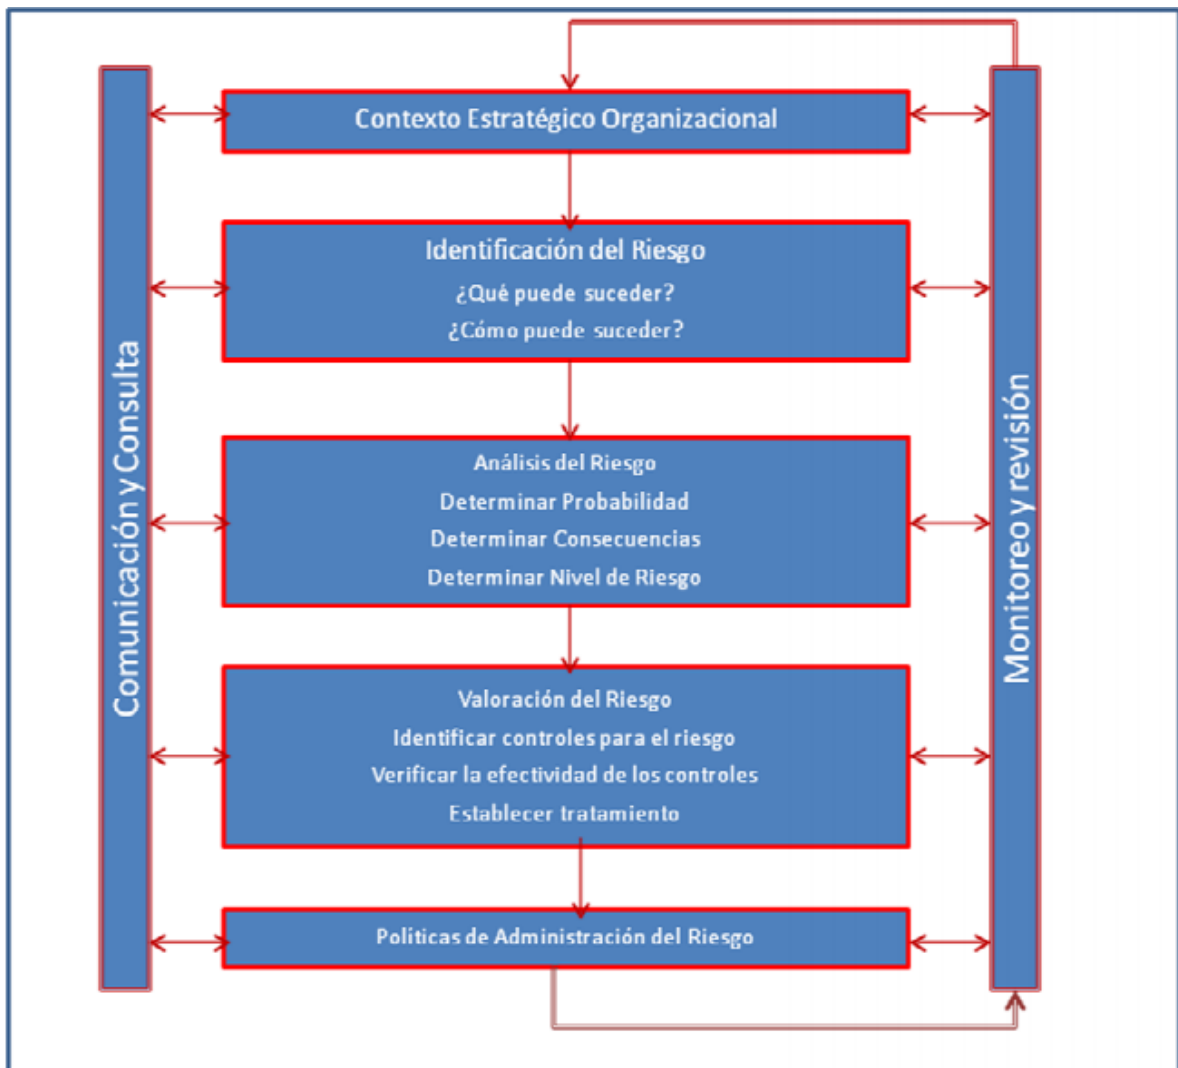 Comunicación y Consulta
Contexto Estratégico Organizacional
Identificación del Riesgo
¿Qué puede suceder?
¿Cómo puede suceder?
Análisis del Riesgo
Determinar Probabilidad
Determinar Consecuencias
Determinar Nivel de Riesgo
Valoración del Riesgo
Identificar controles para el riesgo
Verificar la efectividad de los controles
Establecer tratamiento
Políticas de Administración del Riesgo
Monitoreo y revisión